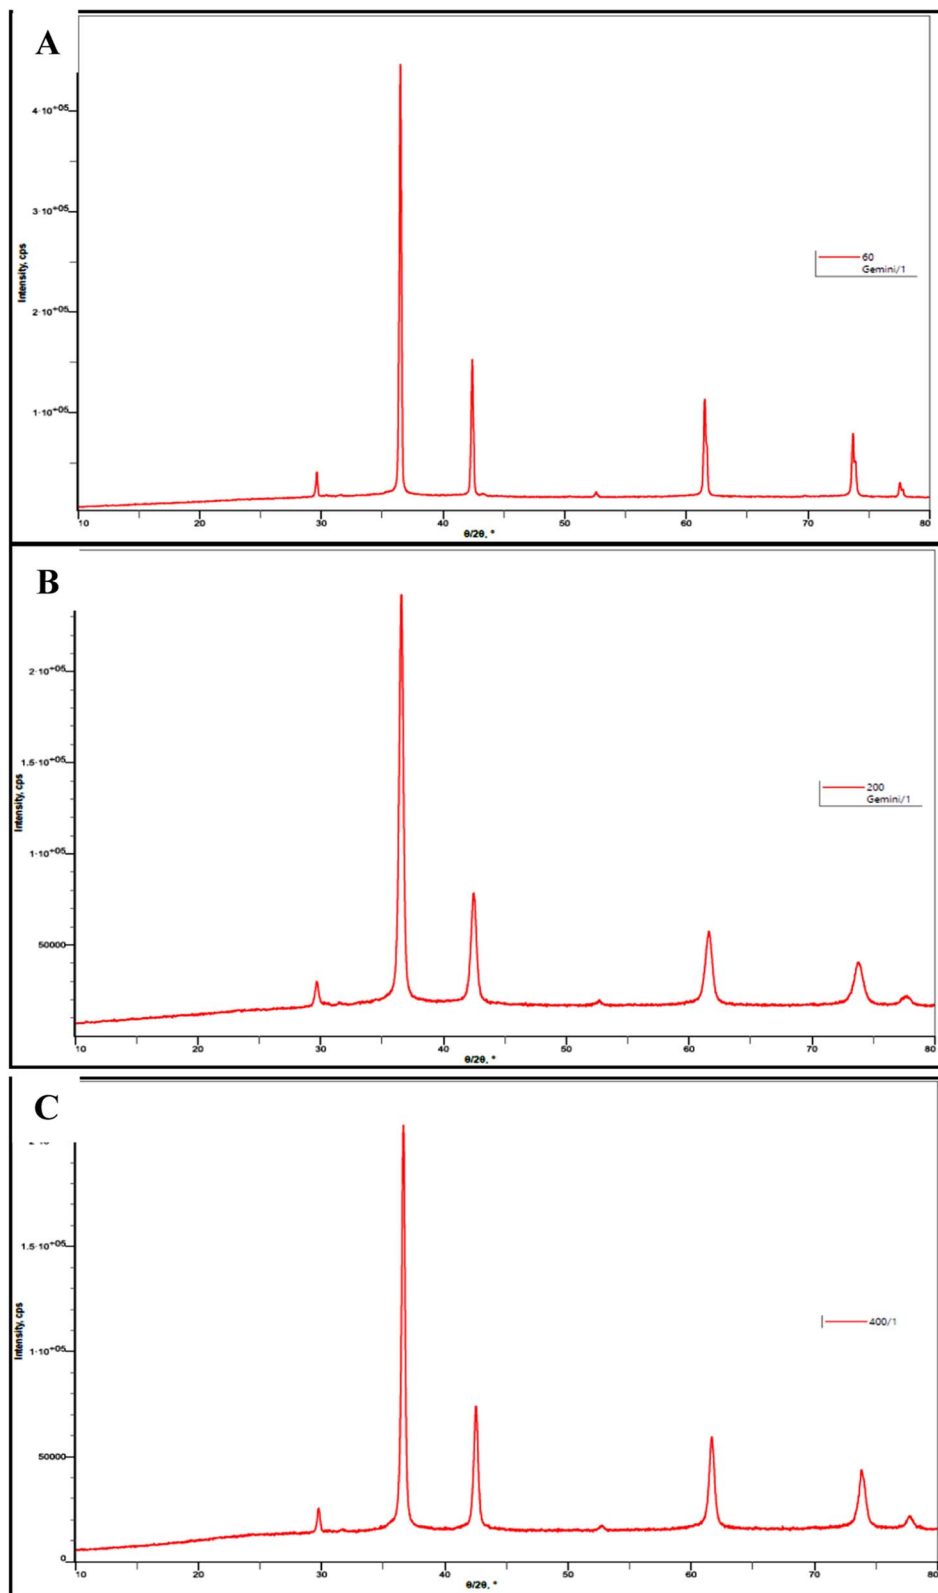 A
4·10+05
3·10+05
2·10+05
1·10+05
Intensity, cps
60
Gemini/1
10 20 30 40 50 60 70 80
θ/2θ, °
B
2·10+05
1.5·10+05
1·10+05
50000
Intensity, cps
200
Gemini/1
10 20 30 40 50 60 70 80
θ/2θ, °
C
1.5·10+05
1·10+05
50000
0
Intensity, cps
400/1
10 20 30 40 50 60 70 80
θ/2θ, °